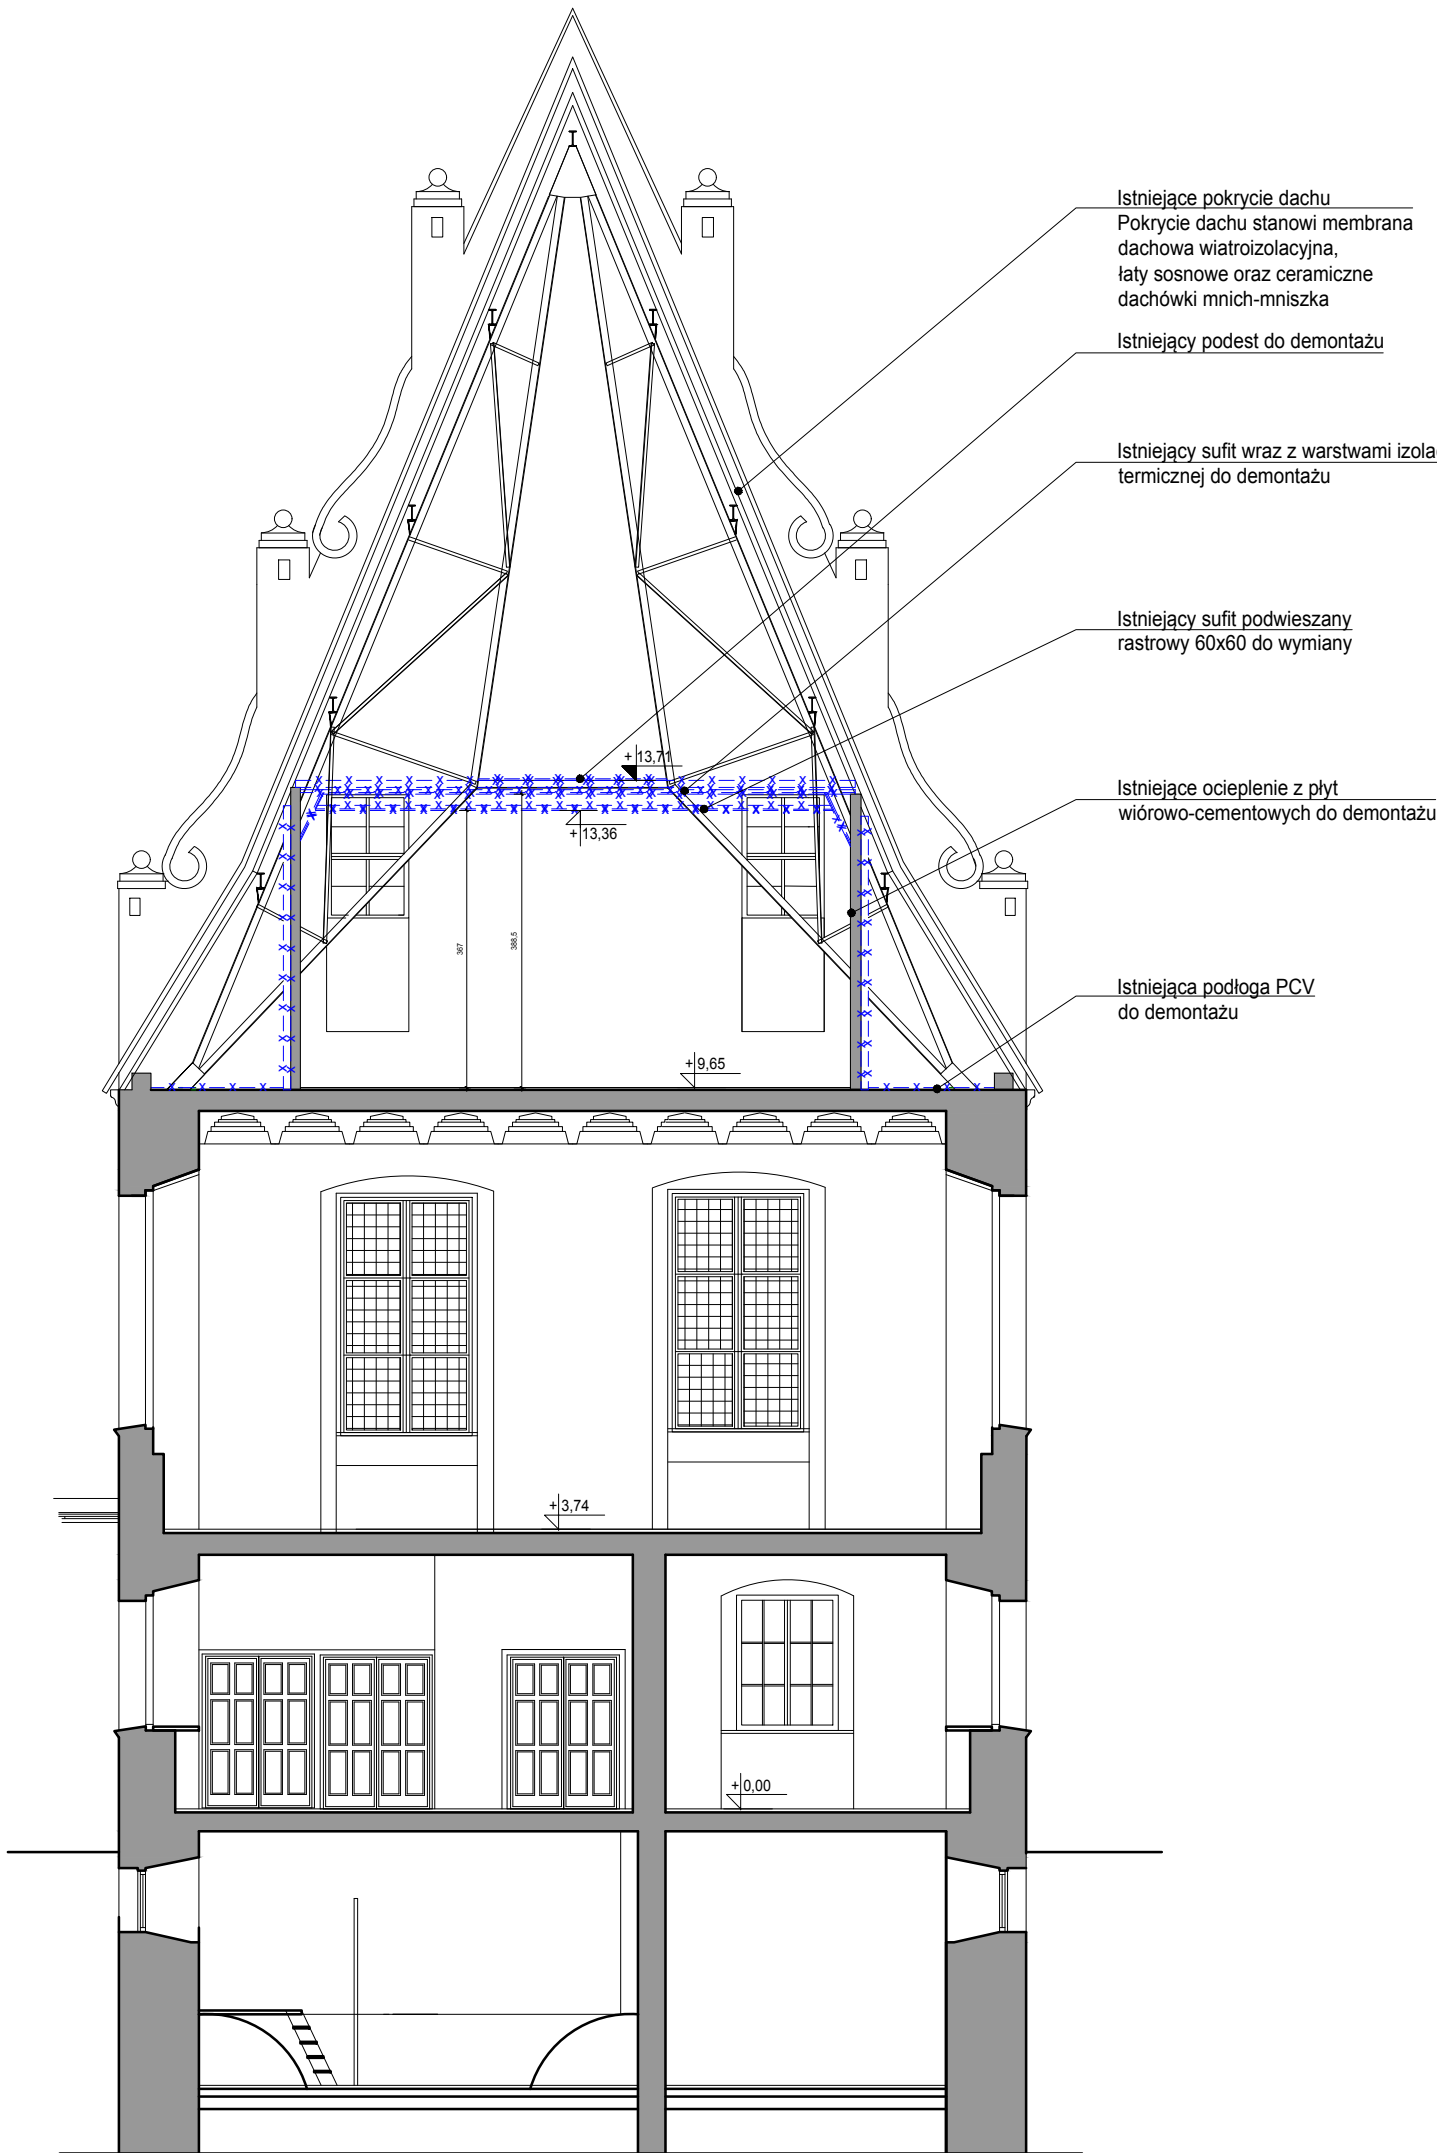 Istniejące pokrycie dachu
Pokrycie dachu stanowi membrana
dachowa wiatroizolacyjna,
łaty sosnowe oraz ceramiczne
dachówki mnich-mniszka
Istniejący podest do demontażu
Istniejący sufit wraz z warstwami izola
termicznej do demontażu
Istniejący sufit podwieszany
rastrowy 60x60 do wymiany
+13,71
Istniejące ocieplenie z płyt
wiórowo-cementowych do demontażu
+13,36
367
388,5
Istniejąca podłoga PCV
do demontażu
+9,65
+3,74
+0,00